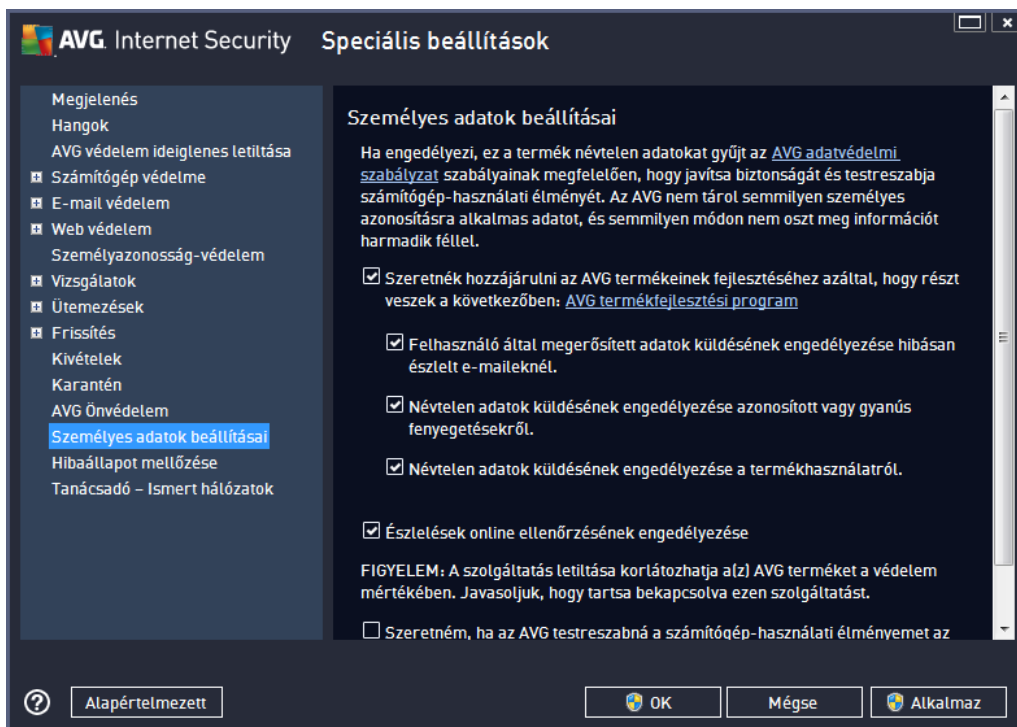 AVG. Internet Security Speciális beállítások
Megjelenés
Hangok
AVG védelem ideiglenes letiltása
Számítógép védelme
E-mail védelem
Web védelem
Személyazonosság-védelem
Vizsgálatok
Ütemezések
Frissítés
Kivételek
Karantén
AVG Önvédelem
Személyes adatok beállításai
Hibaállapot mellőzése
Tanácsadó – Ismert hálózatok
Személyes adatok beállításai
Ha engedélyezi, ez a termék névtelen adatokat gyűjt az AVG adatvédelmi
szabályzat szabályainak megfelelően, hogy javítsa biztonságát és testreszabja
számítógép-használati élményét. Az AVG nem tárol semmilyen személyes
azonosításra alkalmas adatot, és semmilyen módon nem oszt meg információt
harmadik féllel.
Szeretnék hozzájárulni az AVG termékeinek fejlesztéséhez azáltal, hogy részt
veszek a következőben: AVG termékfejlesztési program
Felhasználó által megerősített adatok küldésének engedélyezése hibásan
észlelt e-maileknél.
Névtelen adatok küldésének engedélyezése azonosított vagy gyanús
fenyegetésekről.
Névtelen adatok küldésének engedélyezése a termékhasználatról.
Észlelések online ellenőrzésének engedélyezése
FIGYELEM: A szolgáltatás letiltása korlátozhatja a(z) AVG terméket a védelem
mértékében. Javasoljuk, hogy tartsa bekapcsolva ezen szolgáltatást.
Szeretném, ha az AVG testreszabná a számítógép-használati élményemet az
Alapértelmezett
OK
Mégse
Alkalmaz